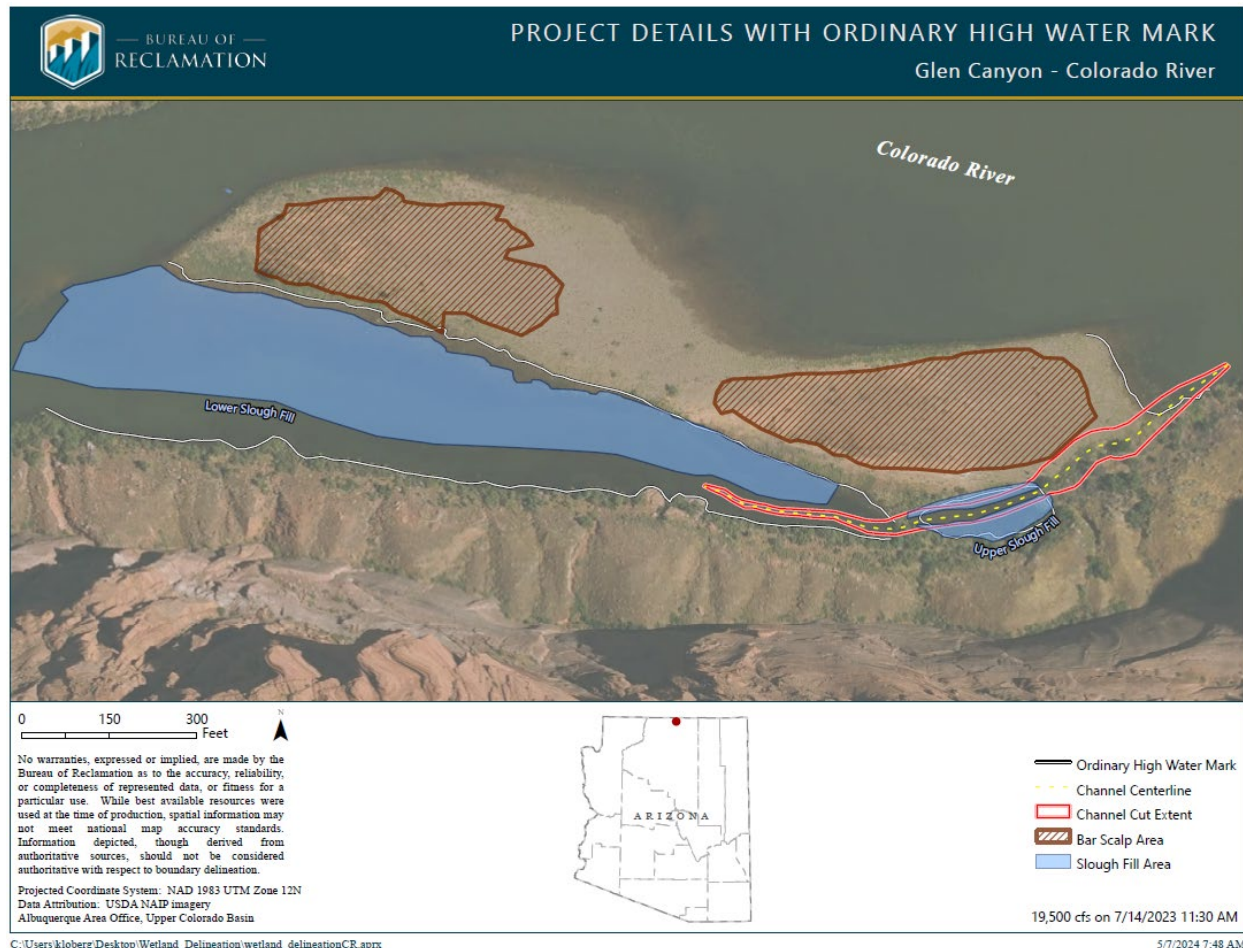 — BUREAU OF —
RECLAMATION
PROJECT DETAILS WITH ORDINARY HIGH WATER MARK
Glen Canyon - Colorado River
Colorado River
Lower Slough Fill
Upper Slough Fill
0 150 300
Feet
N
No warranties, expressed or implied, are made by the
Bureau of Reclamation as to the accuracy, reliability,
or completeness of represented data, or fitness for a
particular use. While best available resources were
used at the time of production, spatial information may
not meet national map accuracy standards.
Information depicted, though derived from
authoritative sources, should not be considered
authoritative with respect to boundary delineation.
Projected Coordinate System: NAD 1983 UTM Zone 12N
Data Attribution: USDA NAIP imagery
Albuquerque Area Office, Upper Colorado Basin
ARIZONA
Ordinary High Water Mark
Channel Centerline
Channel Cut Extent
Bar Scalp Area
Slough Fill Area
19,500 cfs on 7/14/2023 11:30 AM
C:\Users\kloberg\Desktop\Wetland_Delineation\wetland_delineationCR.aprx
5/7/2024 7:48 AM